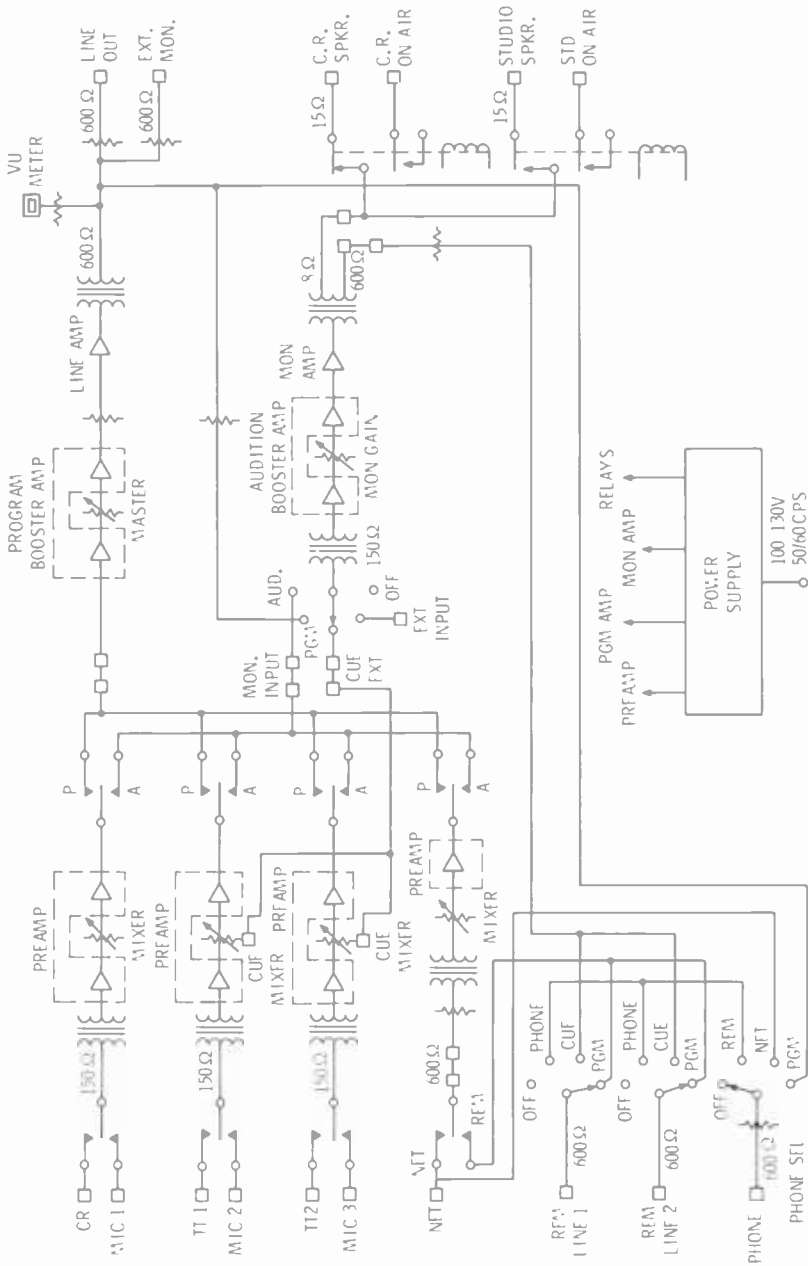 CR
MIC 1
150Ω
PREAMP
MIXER
P
A
PROGRAM
BOOSTER AMP
MASTER
LINE AMP
600Ω
VU
METER
600Ω
LINE
OUT
600Ω
EXT.
MON.
TT 1
MIC 2
150Ω
PREAMP
CUE
MIXER
P
A
MON.
INPUT
AUD.
PGM
OFF
CUE
EXT
EXT
INPUT
150Ω
AUDITION
BOOSTER AMP
MON GAIN
MON
AMP
8Ω
600Ω
15Ω
C.R.
SPKR.
C.R.
ON AIR
15Ω
STUDIO
SPKR.
STD
ON AIR
TT2
MIC 3
150Ω
PREAMP
CUE
MIXER
P
A
NET
NET
REM
600Ω
PREAMP
MIXER
P
A
REM
LINE 1
600Ω
OFF
PHONE
CUE
PGM
REM
LINE 2
600Ω
OFF
PHONE
CUE
PGM
PHONE
600Ω
OFF
REM
NET
PGM
PHONE SEL
PREAMP
PGM AMP
MON AMP
RELAYS
POWER
SUPPLY
100 130V
50/60CPS